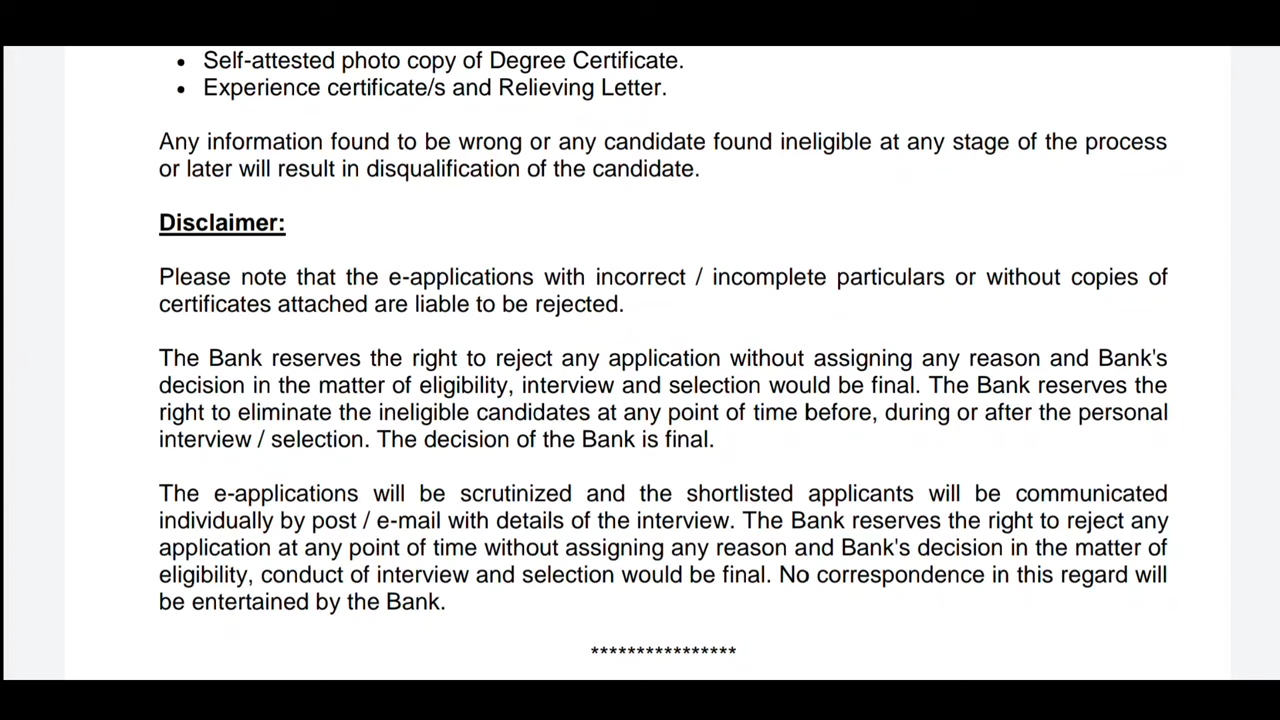 • Self-attested photo copy of Degree Certificate.
• Experience certificate/s and Relieving Letter.
Any information found to be wrong or any candidate found ineligible at any stage of the process
or later will result in disqualification of the candidate.
Disclaimer:
Please note that the e-applications with incorrect / incomplete particulars or without copies of
certificates attached are liable to be rejected.
The Bank reserves the right to reject any application without assigning any reason and Bank's
decision in the matter of eligibility, interview and selection would be final. The Bank reserves the
right to eliminate the ineligible candidates at any point of time before, during or after the personal
interview / selection. The decision of the Bank is final.
The e-applications will be scrutinized and the shortlisted applicants will be communicated
individually by post / e-mail with details of the interview. The Bank reserves the right to reject any
application at any point of time without assigning any reason and Bank's decision in the matter of
eligibility, conduct of interview and selection would be final. No correspondence in this regard will
be entertained by the Bank.
****************